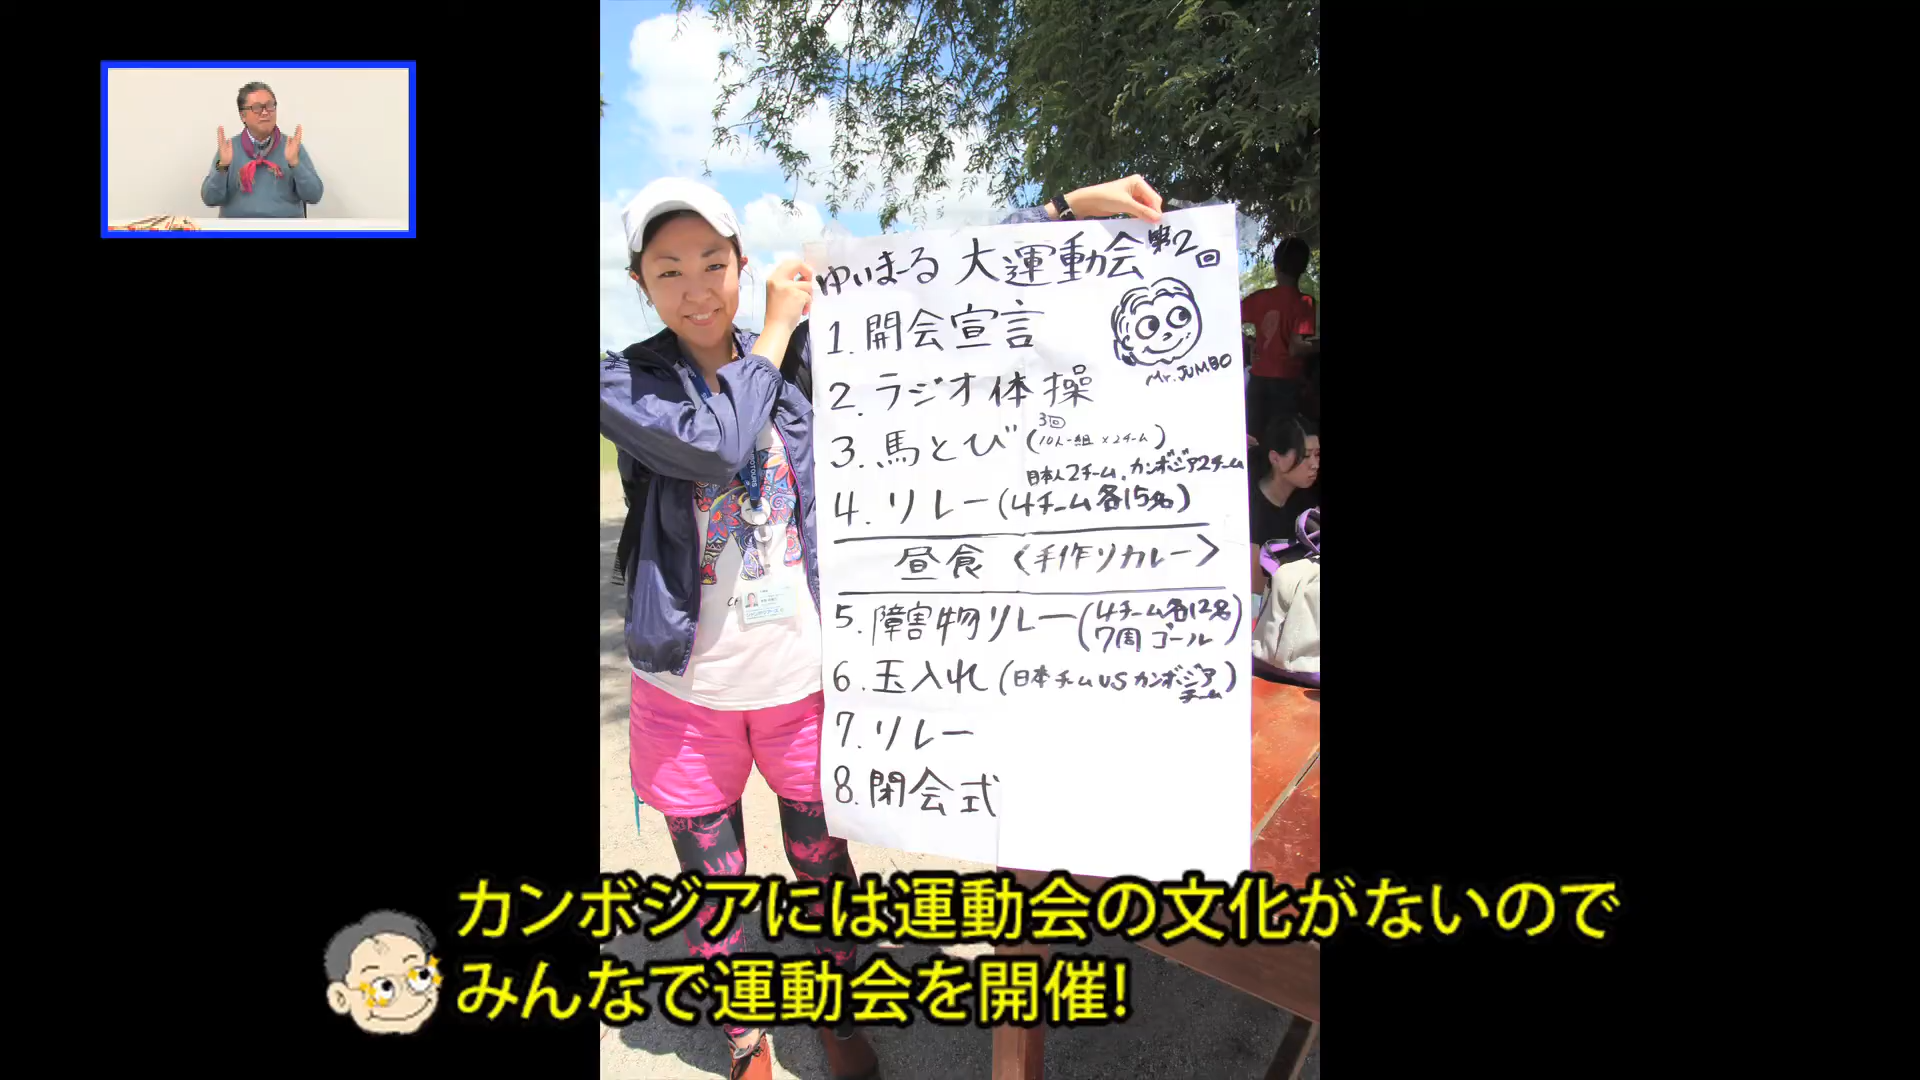 ゆいまーる 大運動会 第2回
1. 開会宣言
Mr. JUMBO
2. ラジオ体操
3回
3. 馬とび (10人一組 ×2チーム)
日本人2チーム、カンボジア2チーム
4. リレー (4チーム各15名)
昼食 〈手作りカレー〉
5. 障害物リレー (4チーム各12名
7周 ゴール)
6. 玉入れ (日本チーム VS カンボジア
チーム)
7. リレー
8. 閉会式
カンボジアには運動会の文化がないので
みんなで運動会を開催!